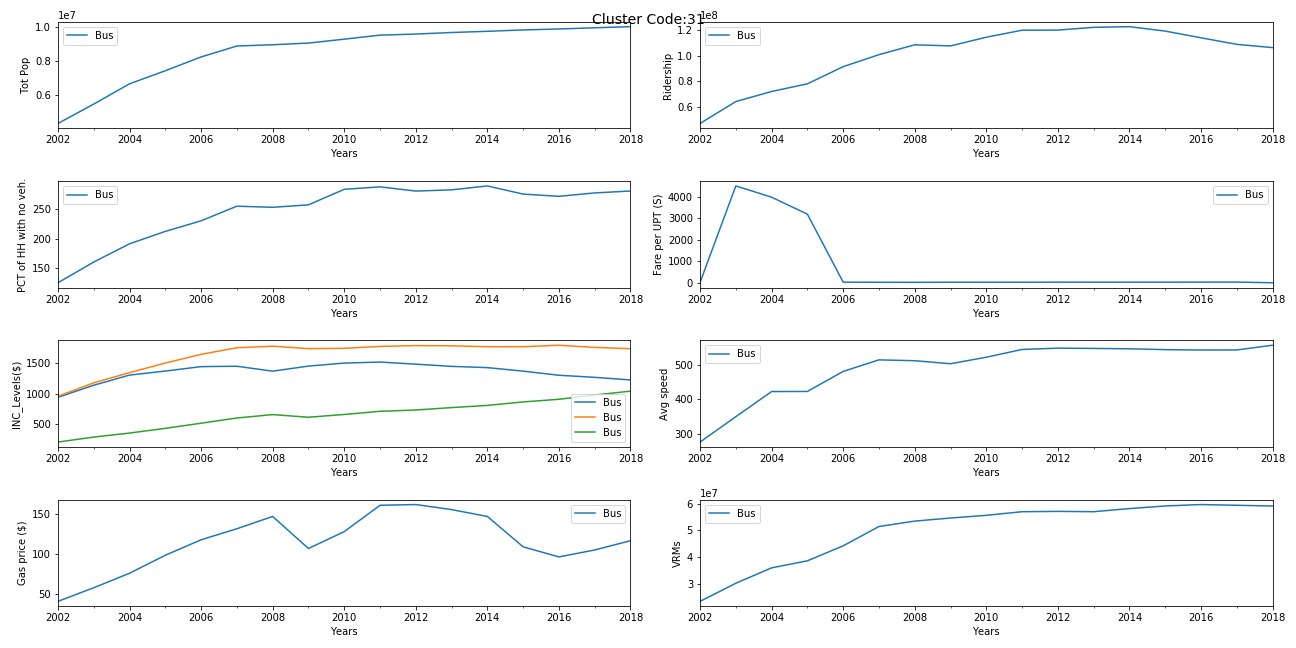 Cluster Code:31
1e7
Tot Pop
1.0
0.8
0.6
Bus
2002 2004 2006 2008 2010 2012 2014 2016 2018
Years
1e8
Ridership
1.2
1.0
0.8
0.6
Bus
2002 2004 2006 2008 2010 2012 2014 2016 2018
Years
PCT of HH with no veh.
250
200
150
Bus
2002 2004 2006 2008 2010 2012 2014 2016 2018
Years
Fare per UPT ($)
4000
3000
2000
1000
0
Bus
2002 2004 2006 2008 2010 2012 2014 2016 2018
Years
INC_Levels($)
1500
1000
500
Bus
Bus
Bus
2002 2004 2006 2008 2010 2012 2014 2016 2018
Years
Avg speed
500
400
300
Bus
2002 2004 2006 2008 2010 2012 2014 2016 2018
Years
Gas price ($)
150
100
50
Bus
2002 2004 2006 2008 2010 2012 2014 2016 2018
Years
1e7
VRMs
6
5
4
3
Bus
2002 2004 2006 2008 2010 2012 2014 2016 2018
Years